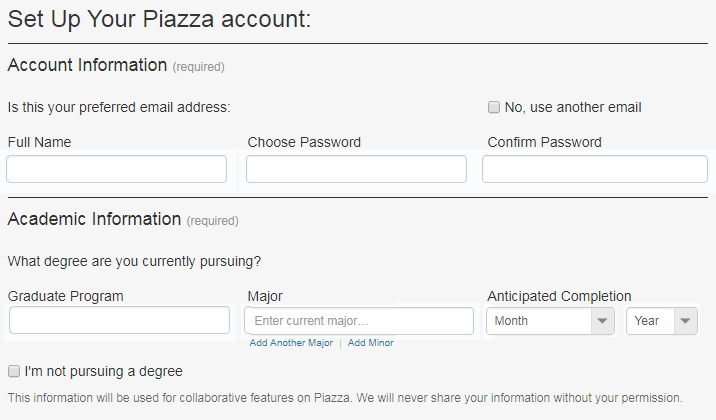 Set Up Your Piazza account:
Account Information (required)
Is this your preferred email address: No, use another email
Full Name Choose Password Confirm Password
Academic Information (required)
What degree are you currently pursuing?
Graduate Program Major Anticipated Completion
Enter current major... Month Year
Add Another Major | Add Minor
I'm not pursuing a degree
This information will be used for collaborative features on Piazza. We will never share your information without your permission.